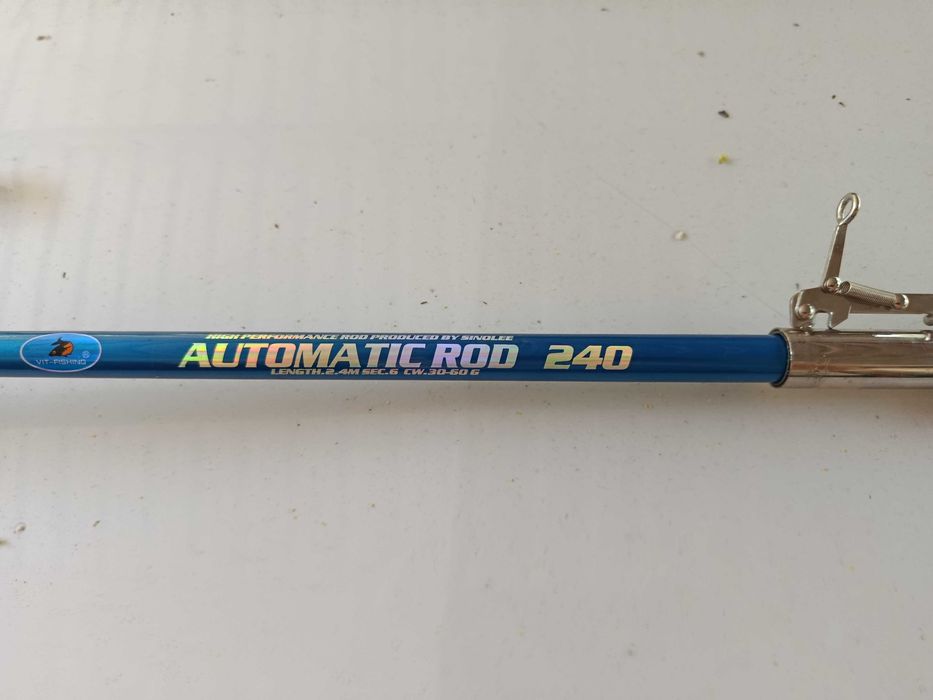 VIT-FISHING ®
HIGH PERFORMANCE ROD PRODUCED BY SINOLEE
AUTOMATIC ROD 240
LENGTH.2.4M SEC.6 CW.30-60 G